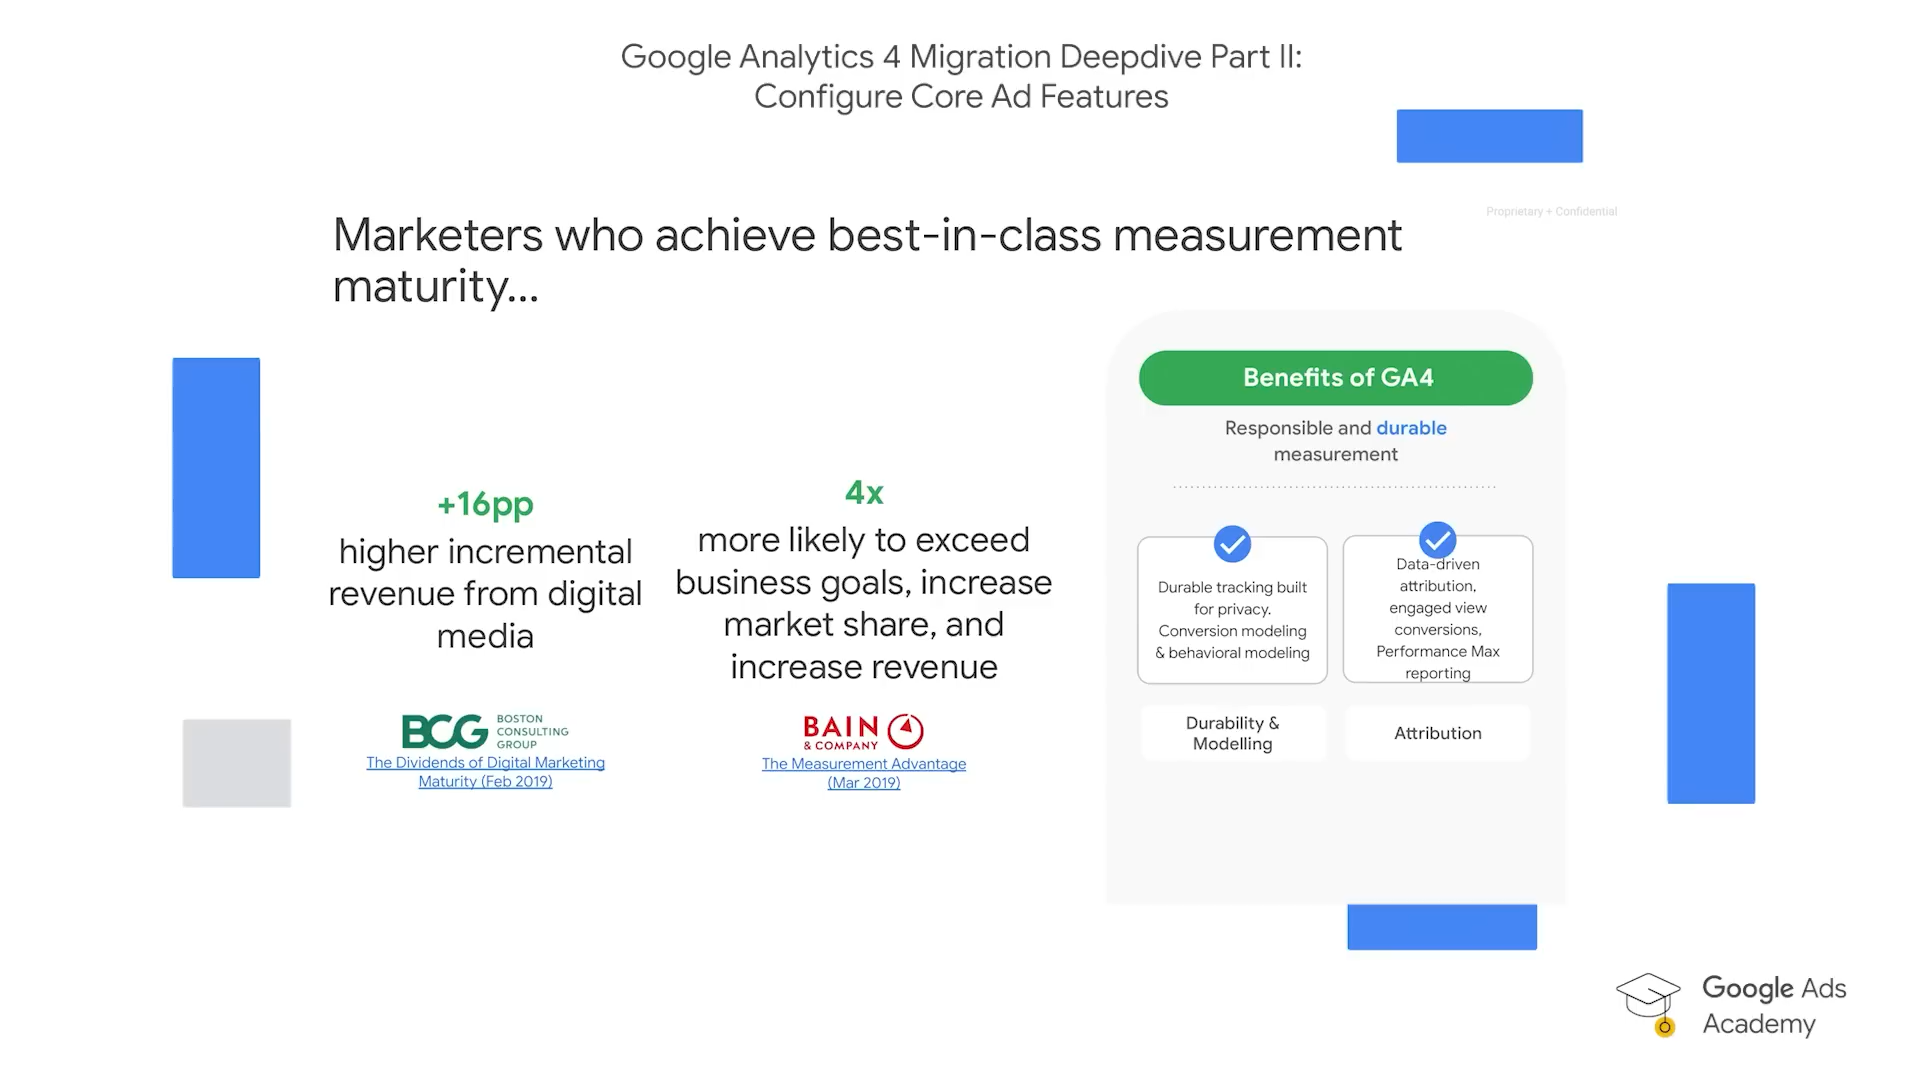 Google Analytics 4 Migration Deepdive Part II:
Configure Core Ad Features
Proprietary + Confidential
Marketers who achieve best-in-class measurement
maturity...
+16pp
higher incremental
revenue from digital
media
BCG
BOSTON
CONSULTING
GROUP
The Dividends of Digital Marketing
Maturity (Feb 2019)
4x
more likely to exceed
business goals, increase
market share, and
increase revenue
BAIN
& COMPANY
The Measurement Advantage
(Mar 2019)
Benefits of GA4
Responsible and durable
measurement
Durable tracking built
for privacy.
Conversion modeling
& behavioral modeling
Durability &
Modelling
Data-driven
attribution,
engaged view
conversions,
Performance Max
reporting
Attribution
Google Ads
Academy